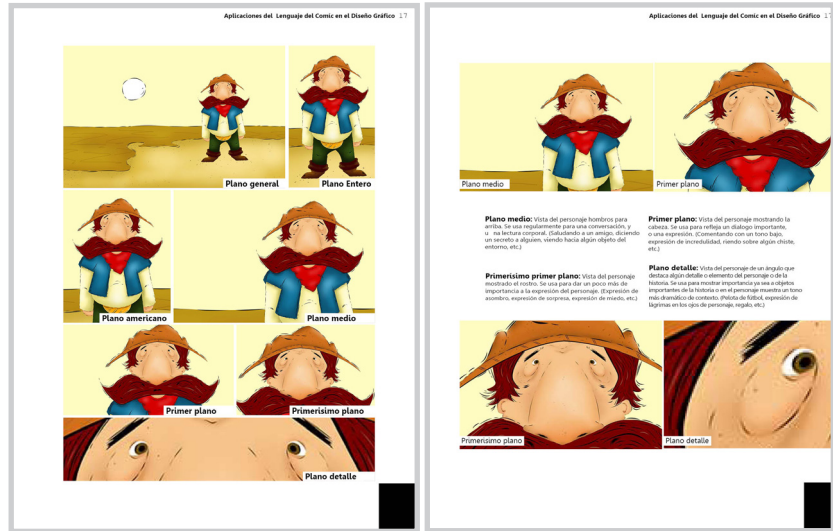 Aplicaciones del Lenguaje del Comic en el Diseño Gráfico 17
Plano general
Plano Entero
Plano americano
Plano medio
Primer plano
Primerisimo plano
Plano detalle
Aplicaciones del Lenguaje del Comic en el Diseño Gráfico 17
Plano medio
Primer plano
Plano medio: Vista del personaje hombros para
arriba. Se usa regularmente para una conversación, y
u na lectura corporal. (Saludando a un amigo, diciendo
un secreto a alguien, viendo hacia algún objeto del
entorno, etc.)
Primer plano: Vista del personaje mostrando la
cabeza. Se usa para refleja un dialogo importante,
o una expresión. (Comentando con un tono bajo,
expresión de incredulidad, riendo sobre algún chiste,
etc.)
Primerisimo primer plano: Vista del personaje
mostrado el rostro. Se usa para dar un poco más de
importancia a la expresión del personaje. (Expresión de
asombro, expresión de sorpresa, expresión de miedo, etc.)
Plano detalle: Vista del personaje de un ángulo que
destaca algún detalle o elemento del personaje o de la
historia. Se usa para mostrar importancia ya sea a objetos
importantes de la historia o en el personaje muestra un tono
más dramático de contexto. (Pelota de fútbol, expresión de
lágrimas en los ojos de personaje, regalo, etc.)
Primerisimo plano
Plano detalle